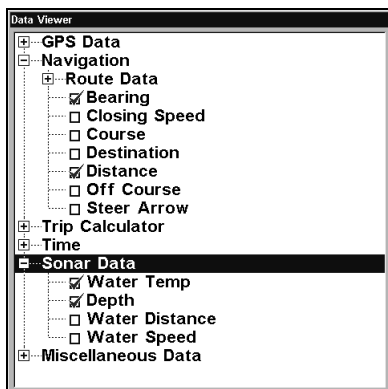 Data Viewer
GPS Data
Navigation
Route Data
Bearing
Closing Speed
Course
Destination
Distance
Off Course
Steer Arrow
Trip Calculator
Time
Sonar Data
Water Temp
Depth
Water Distance
Water Speed
Miscellaneous Data